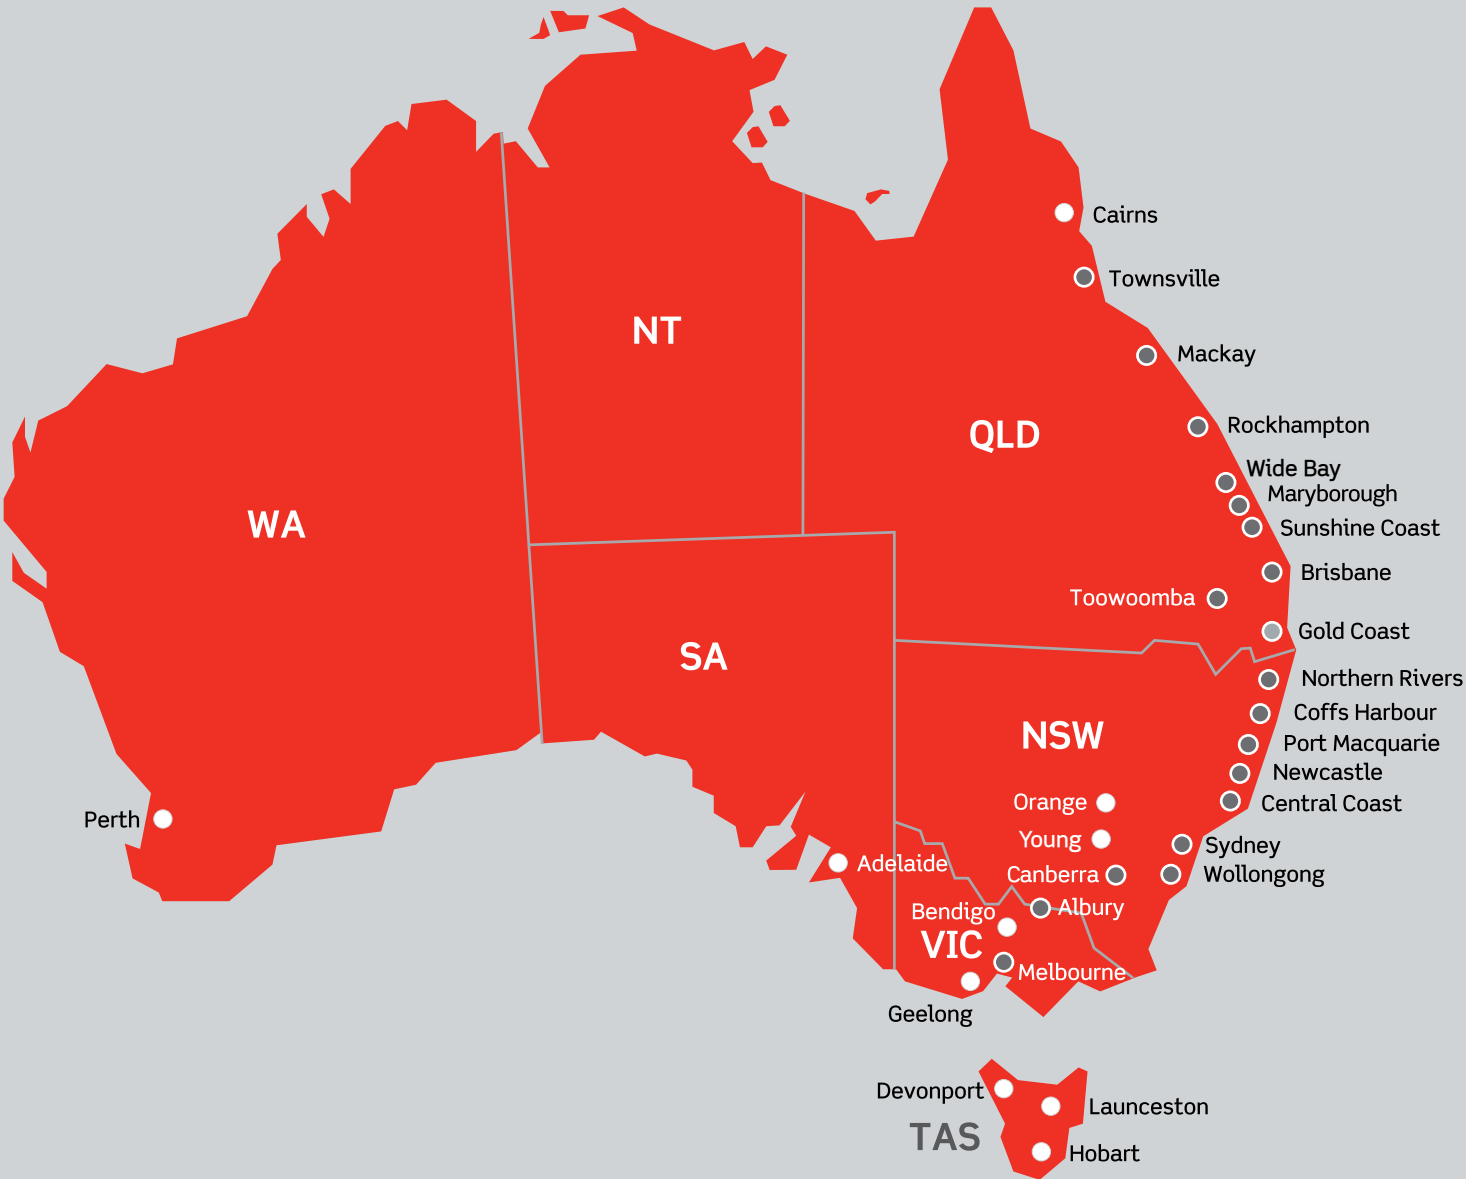 Cairns
Townsville
NT
Mackay
Rockhampton
QLD
Wide Bay
Maryborough
WA
Sunshine Coast
Brisbane
Toowoomba
Gold Coast
SA
Northern Rivers
Coffs Harbour
NSW
Port Macquarie
Newcastle
Orange
Central Coast
Perth
Young
Sydney
Adelaide
Canberra
Wollongong
Albury
Bendigo
VIC
Melbourne
Geelong
Devonport
Launceston
TAS
Hobart